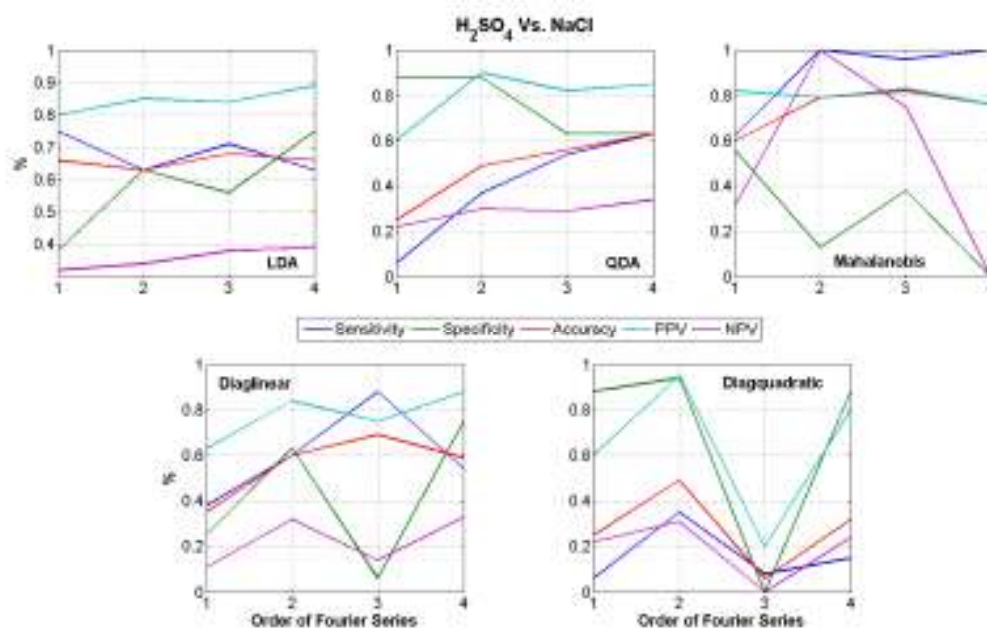 H2SO4 Vs. NaCl
1
0.9
0.8
0.7
0.6
0.5
0.4
%
1 2 3 4
LDA
1
0.8
0.6
0.4
0.2
0
1 2 3 4
QDA
1
0.8
0.6
0.4
0.2
0
1 2 3
Mahalanobis
Sensitivity Specificity Accuracy PPV NPV
1
0.8
0.6
0.4
0.2
0
%
Diaglinear
1 2 3 4
Order of Fourier Series
1
0.8
0.6
0.4
0.2
0
Diagquadratic
1 2 3 4
Order of Fourier Series